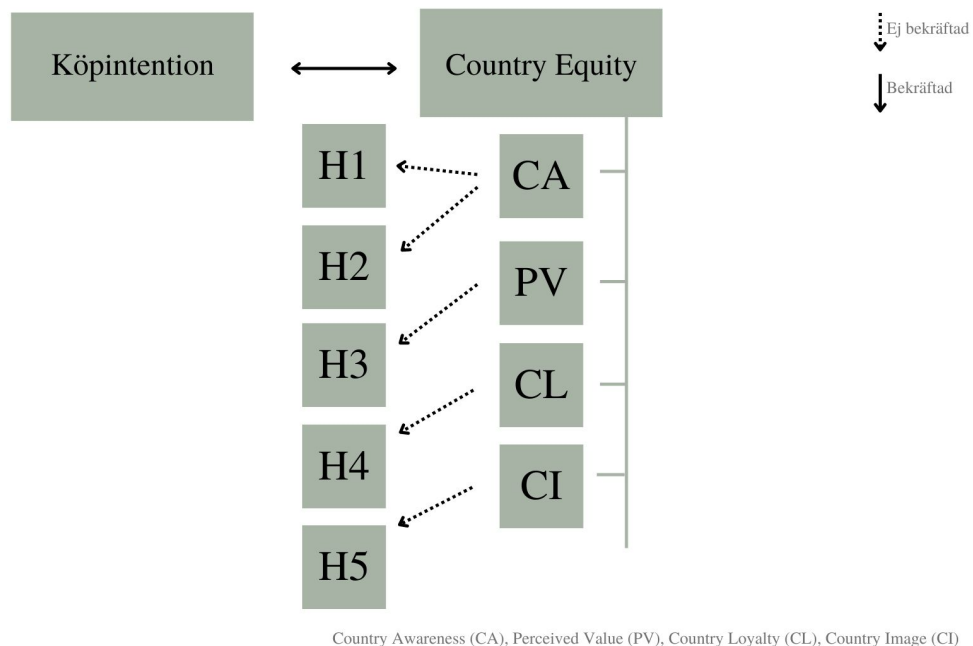 Köpintention
Country Equity
Ej bekräftad
Bekräftad
H1
CA
H2
PV
H3
CL
H4
CI
H5
Country Awareness (CA), Perceived Value (PV), Country Loyalty (CL), Country Image (CI)